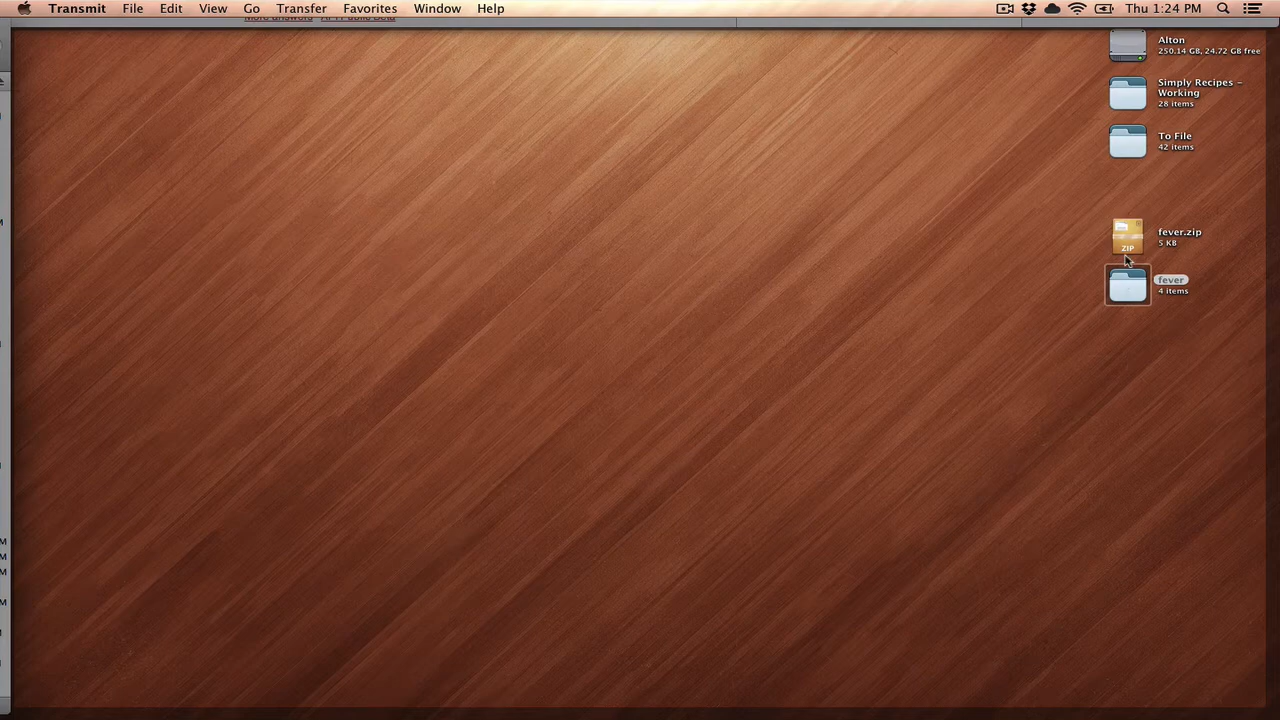 Transmit File Edit View Go Transfer Favorites Window Help Thu 1:24 PM
Alton
250.14 GB, 24.72 GB free
Simply Recipes –
Working
28 items
To File
42 items
ZIP
fever.zip
5 KB
fever
4 items
M
M
M
M